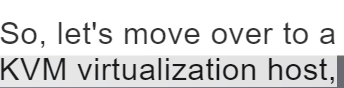 So, let's move over to a
KVM virtualization host,